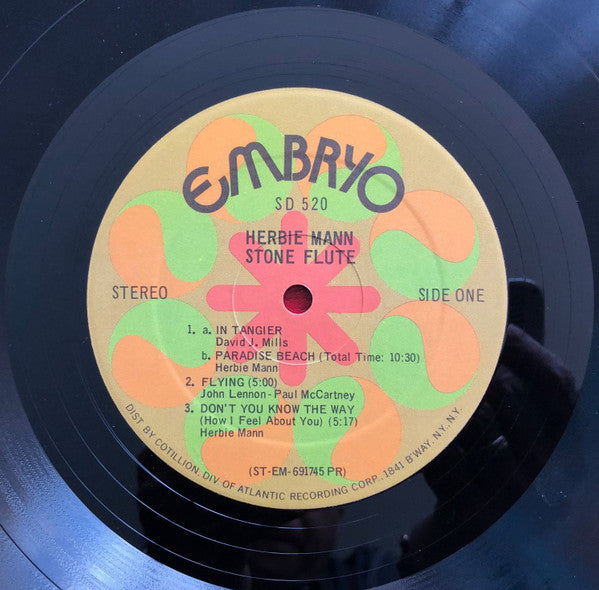 EMBRYO
SD 520
HERBIE MANN
STONE FLUTE
STEREO
SIDE ONE
1. a. IN TANGIER
David J. Mills
b. PARADISE BEACH (Total Time: 10:30)
Herbie Mann
2. FLYING (5:00)
John Lennon - Paul McCartney
3. DON'T YOU KNOW THE WAY
(How I Feel About You) (5:17)
Herbie Mann
(ST-EM-691745 PR)
DIST BY COTILLION, DIV. OF ATLANTIC RECORDING CORP., 1841 B'WAY, N.Y., N.Y.